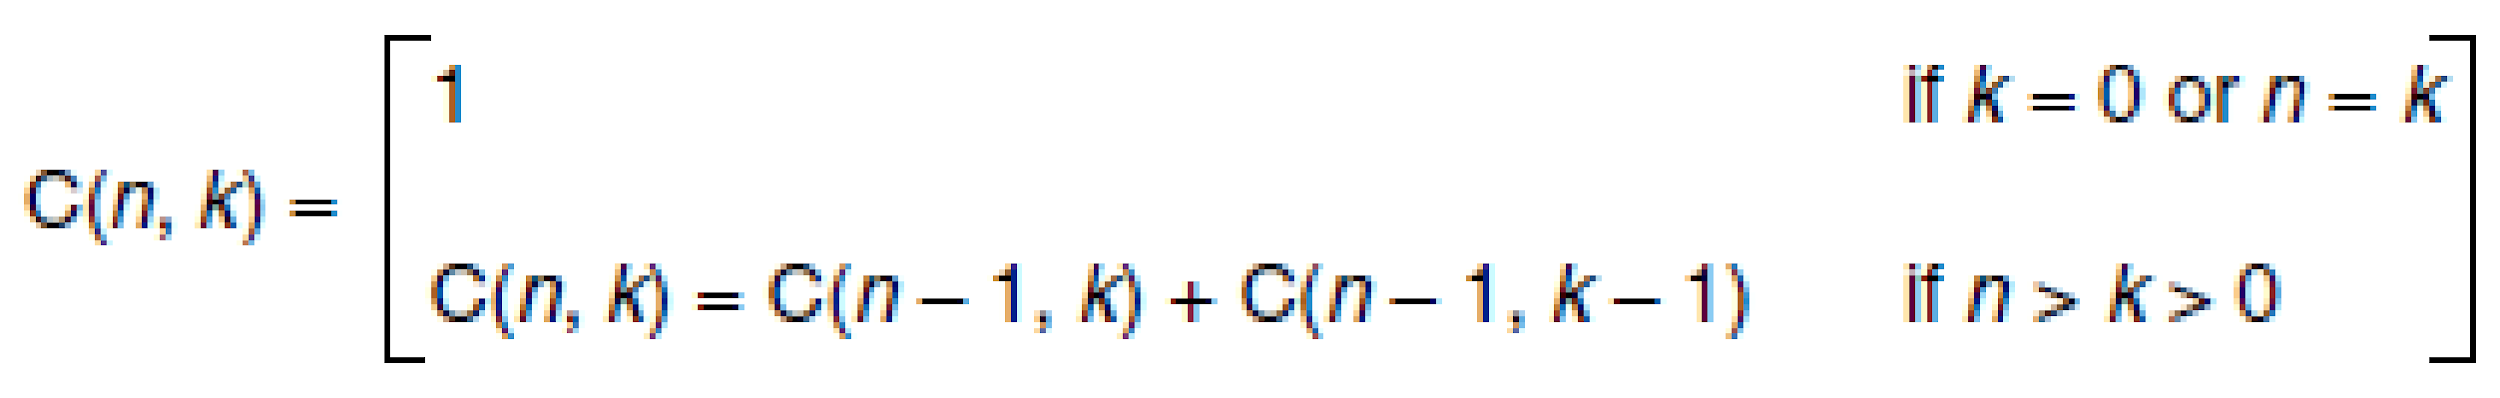 1 if k = 0 or n = k
C(n, k) =
C(n, k) = C(n – 1, k) + C(n – 1, k – 1) if n > k > 0